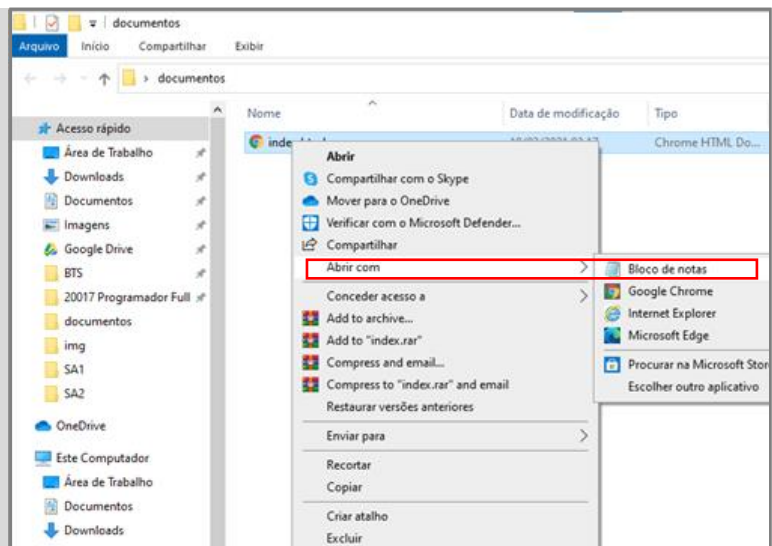 documentos
Arquivo Início Compartilhar Exibir
documentos
Nome Data de modificação Tipo
Chrome HTML Do...
Acesso rápido
Área de Trabalho
Downloads
Documentos
Imagens
Google Drive
BTS
20017 Programador Full
documentos
img
SA1
SA2
OneDrive
Este Computador
Área de Trabalho
Documentos
Downloads
Abrir
Compartilhar com o Skype
Mover para o OneDrive
Verificar com o Microsoft Defender...
Compartilhar
Abrir com
Conceder acesso a
Add to archive...
Add to "index.rar"
Compress and email...
Compress to "index.rar" and email
Restaurar versões anteriores
Enviar para
Recortar
Copiar
Criar atalho
Excluir
Bloco de notas
Google Chrome
Internet Explorer
Microsoft Edge
Procurar na Microsoft Stor
Escolher outro aplicativo